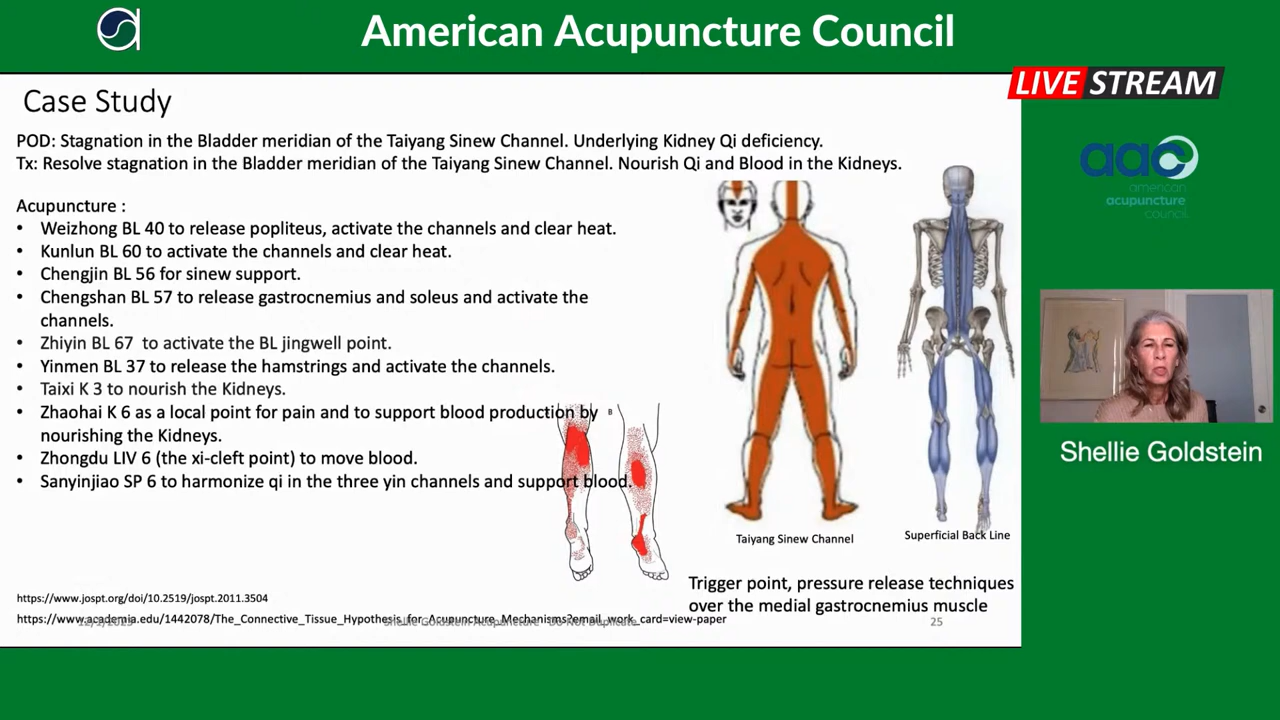 American Acupuncture Council
LIVE STREAM
Case Study
POD: Stagnation in the Bladder meridian of the Taiyang Sinew Channel. Underlying Kidney Qi deficiency.
Tx: Resolve stagnation in the Bladder meridian of the Taiyang Sinew Channel. Nourish Qi and Blood in the Kidneys.
Acupuncture :
• Weizhong BL 40 to release popliteus, activate the channels and clear heat.
• Kunlun BL 60 to activate the channels and clear heat.
• Chengjin BL 56 for sinew support.
• Chengshan BL 57 to release gastrocnemius and soleus and activate the
channels.
• Zhiyin BL 67 to activate the BL jingwell point.
• Yinmen BL 37 to release the hamstrings and activate the channels.
• Taixi K 3 to nourish the Kidneys.
• Zhaohai K 6 as a local point for pain and to support blood production by
nourishing the Kidneys.
• Zhongdu LIV 6 (the xi-cleft point) to move blood.
• Sanyinjiao SP 6 to harmonize qi in the three yin channels and support blood.
B
Taiyang Sinew Channel
Superficial Back Line
Trigger point, pressure release techniques
over the medial gastrocnemius muscle
https://www.jospt.org/doi/10.2519/jospt.2011.3504
https://www.academia.edu/1442078/The_Connective_Tissue_Hypothesis_for_Acupuncture_Mechanisms?email_work_card=view-paper
Shellie Goldstein Acupuncture Do Not Duplicate
25
aac
american
acupuncture
council
Shellie Goldstein